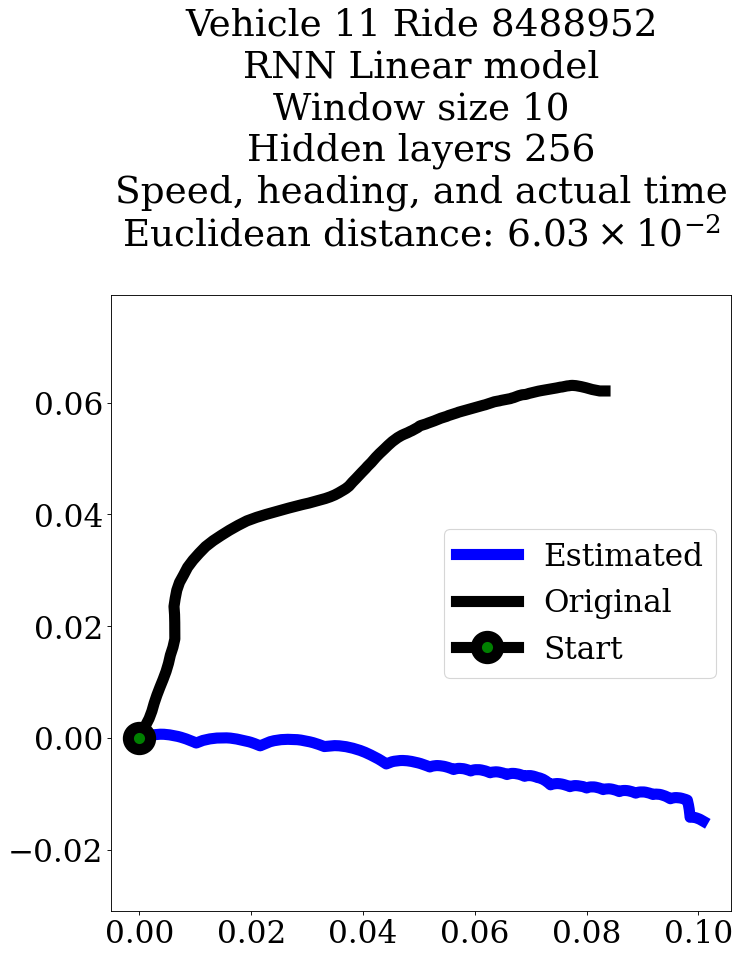 Vehicle 11 Ride 8488952
RNN Linear model
Window size 10
Hidden layers 256
Speed, heading, and actual time
Euclidean distance: 6.03 × 10⁻²
0.06
0.04
0.02
0.00
−0.02
Estimated
Original
Start
0.00 0.02 0.04 0.06 0.08 0.10